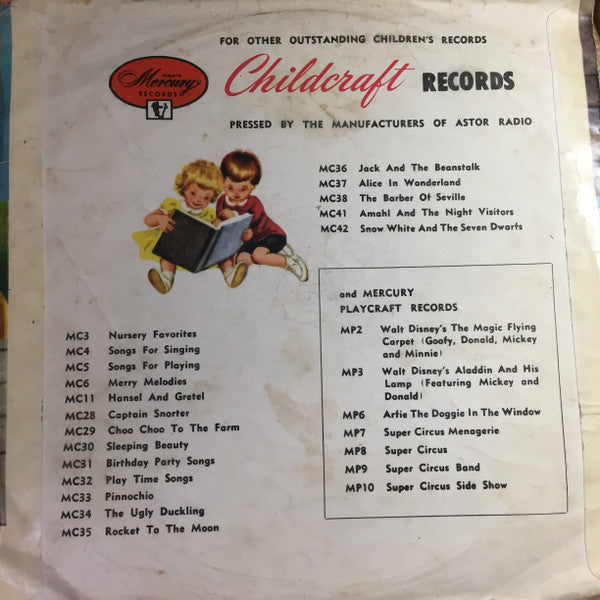 FOR OTHER OUTSTANDING CHILDREN'S RECORDS
Mercury
RECORDS
Childcraft RECORDS
PRESSED BY THE MANUFACTURERS OF ASTOR RADIO
MC36 Jack And The Beanstalk
MC37 Alice In Wonderland
MC38 The Barber Of Seville
MC41 Amahl And The Night Visitors
MC42 Snow White And The Seven Dwarfs
MC3 Nursery Favorites
MC4 Songs For Singing
MC5 Songs For Playing
MC6 Merry Melodies
MC11 Hansel And Gretel
MC28 Captain Snorter
MC29 Choo Choo To The Farm
MC30 Sleeping Beauty
MC31 Birthday Party Songs
MC32 Play Time Songs
MC33 Pinnochio
MC34 The Ugly Duckling
MC35 Rocket To The Moon
and MERCURY
PLAYCRAFT RECORDS
MP2 Walt Disney's The Magic Flying
Carpet (Goofy, Donald, Mickey
and Minnie)
MP3 Walt Disney's Aladdin And His
Lamp (Featuring Mickey and
Donald)
MP6 Arfie The Doggie In The Window
MP7 Super Circus Menagerie
MP8 Super Circus
MP9 Super Circus Band
MP10 Super Circus Side Show